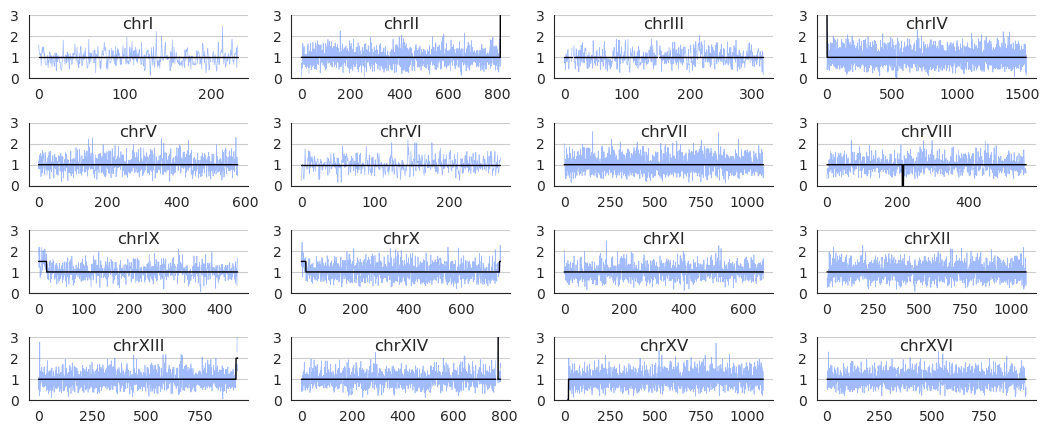 chrI chrII chrIII chrIV
3 3 3 3
2 2 2 2
1 1 1 1
0 0 0 0
0 100 200 0 200 400 600 800 0 100 200 300 0 500 1000 1500
chrV chrVI chrVII chrVIII
3 3 3 3
2 2 2 2
1 1 1 1
0 0 0 0
0 200 400 600 0 100 200 0 250 500 750 1000 0 200 400
chrIX chrX chrXI chrXII
3 3 3 3
2 2 2 2
1 1 1 1
0 0 0 0
0 100 200 300 400 0 200 400 600 0 200 400 600 0 250 500 750 1000
chrXIII chrXIV chrXV chrXVI
3 3 3 3
2 2 2 2
1 1 1 1
0 0 0 0
0 250 500 750 0 200 400 600 800 0 250 500 750 1000 0 250 500 750